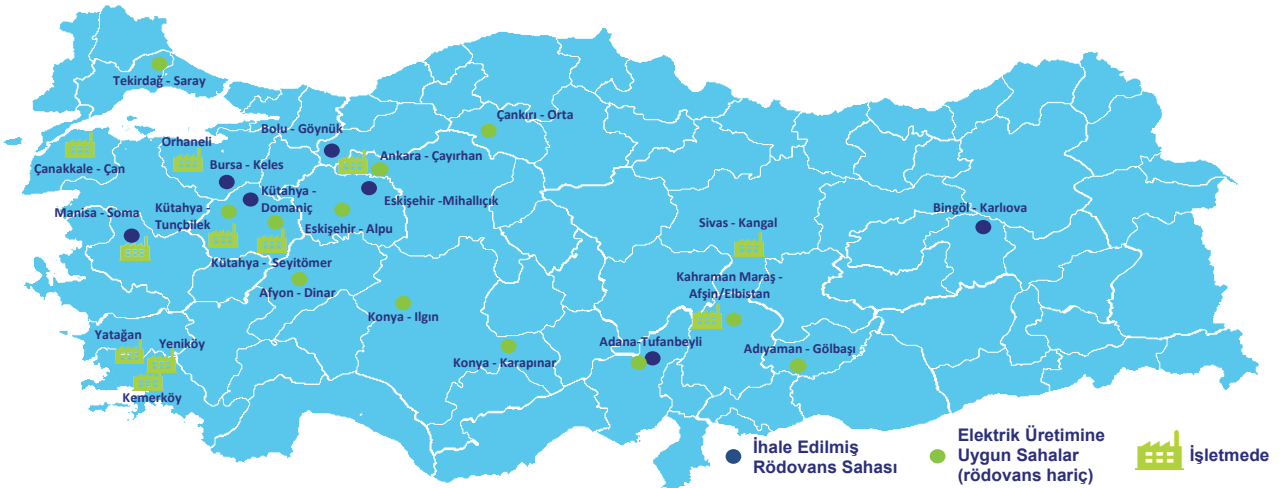 Tekirdağ - Saray
Çankırı - Orta
Bolu - Göynük
Orhaneli
Ankara - Çayırhan
Çanakkale - Çan
Bursa - Keles
Kütahya -
Domaniç
Eskişehir -Mihallıçık
Manisa - Soma
Kütahya -
Tunçbilek
Eskişehir - Alpu
Bingöl - Karlıova
Sivas - Kangal
Kütahya - Seyitömer
Afyon - Dinar
Kahraman Maraş -
Afşin/Elbistan
Konya - Ilgın
Yatağan
Yeniköy
Kemerköy
Konya - Karapınar
Adana-Tufanbeyli
Adıyaman - Gölbaşı
İhale Edilmiş
Rödovans Sahası
Elektrik Üretimine
Uygun Sahalar
(rödovans hariç)
İşletmede